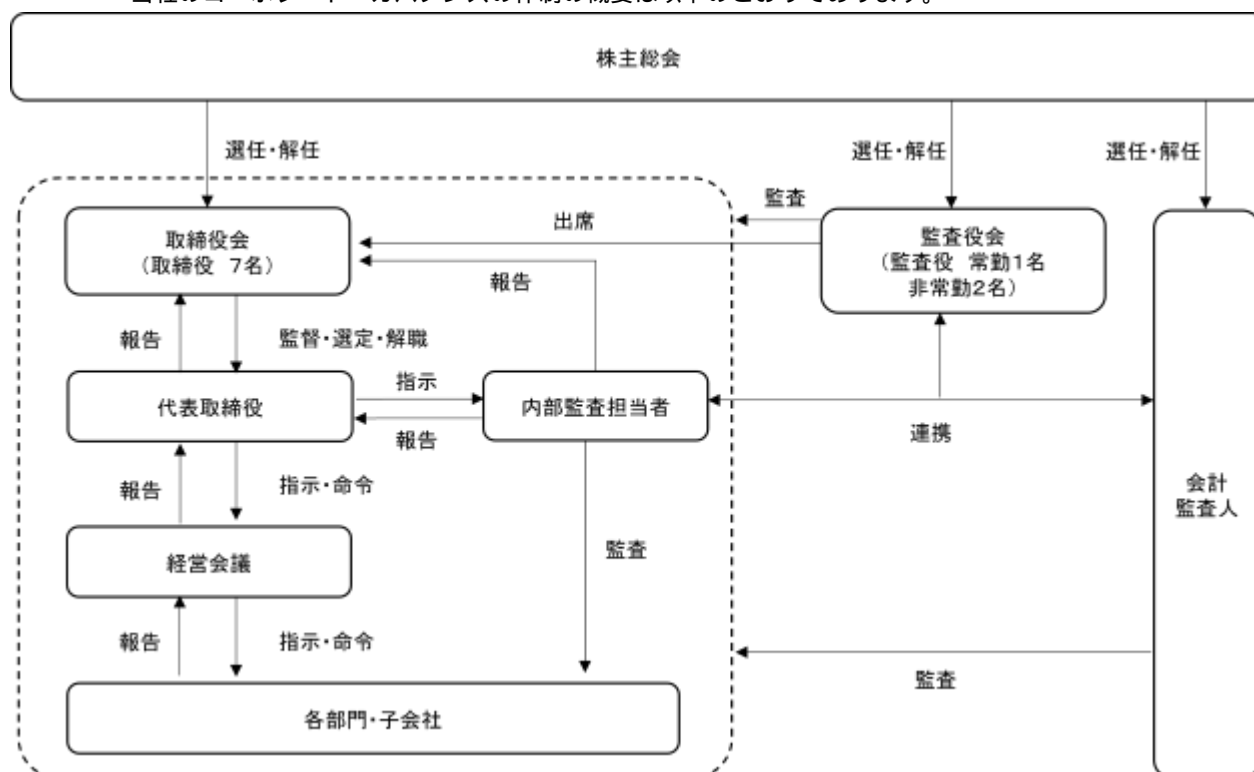 株主総会
選任・解任
選任・解任
選任・解任
監査
出席
取締役会
(取締役 7名)
監査役会
(監査役 常勤1名
非常勤2名)
報告
報告
監督・選定・解職
指示
代表取締役
内部監査担当者
報告
連携
報告
指示・命令
会計
監査人
経営会議
監査
報告
指示・命令
監査
各部門・子会社